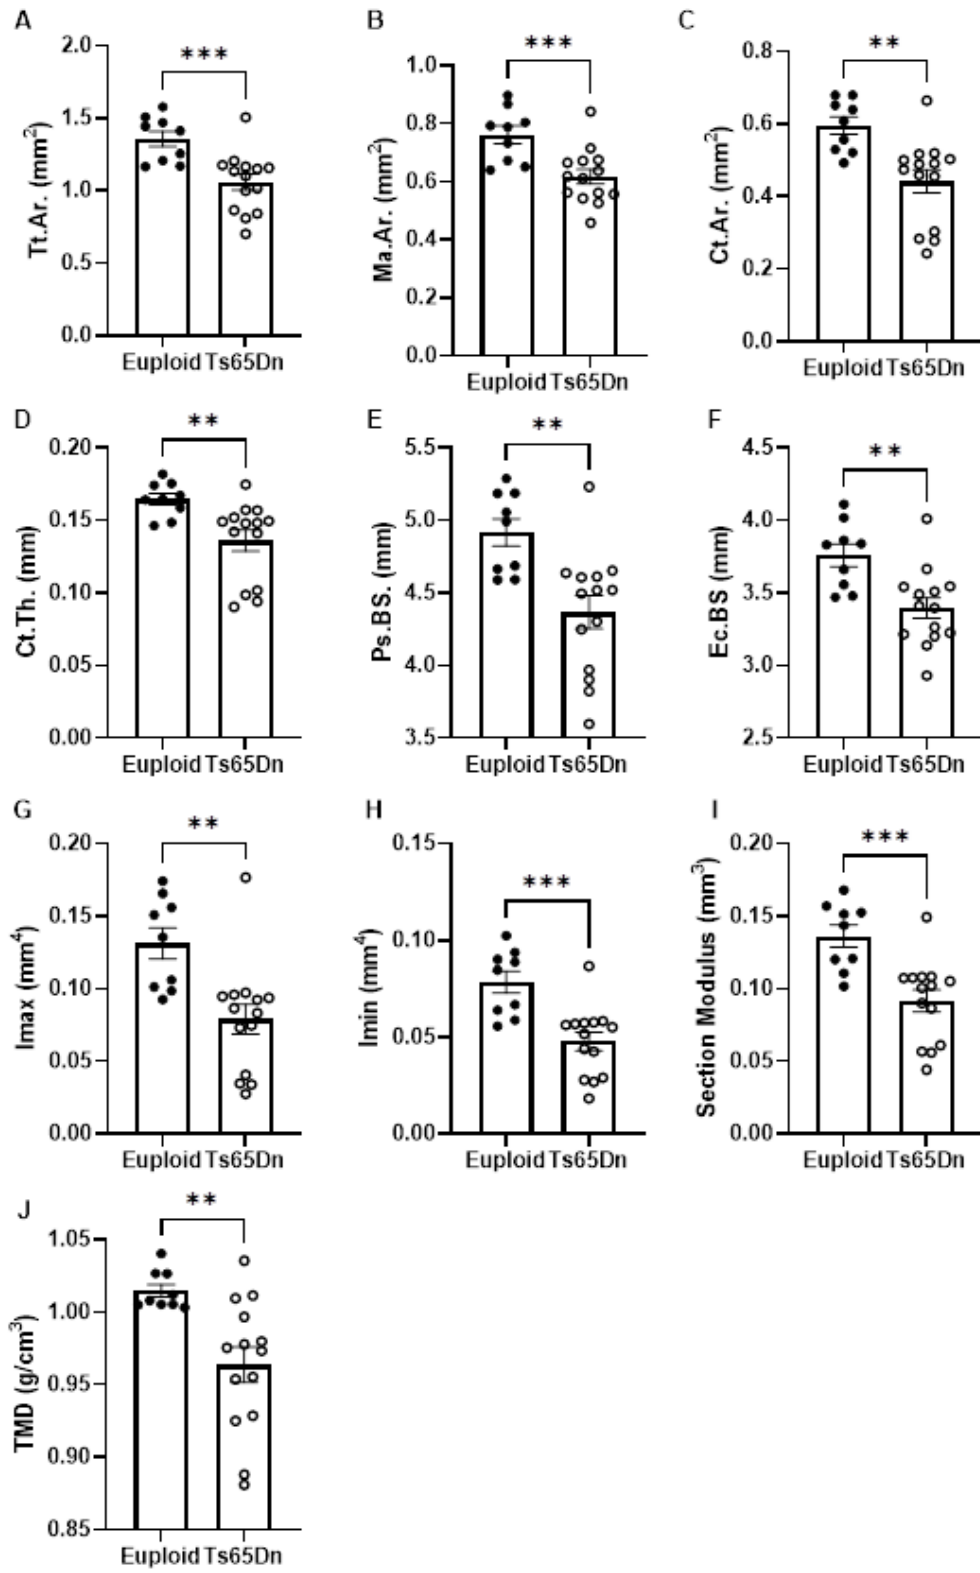 A
B
C
***
***
**
Tt.Ar. (mm2)
2.0
1.5
1.0
0.5
0.0
Euploid Ts65Dn
Ma.Ar. (mm2)
1.0
0.8
0.6
0.4
0.2
0.0
Euploid Ts65Dn
Ct.Ar. (mm2)
0.8
0.6
0.4
0.2
0.0
Euploid Ts65Dn
D
E
F
**
**
**
Ct.Th. (mm)
0.20
0.15
0.10
0.05
0.00
Euploid Ts65Dn
Ps.BS. (mm)
5.5
5.0
4.5
4.0
3.5
Euploid Ts65Dn
Ec.BS (mm)
4.5
4.0
3.5
3.0
2.5
Euploid Ts65Dn
G
H
I
**
***
***
Imax (mm4)
0.20
0.15
0.10
0.05
0.00
Euploid Ts65Dn
Imin (mm4)
0.15
0.10
0.05
0.00
Euploid Ts65Dn
Section Modulus (mm3)
0.20
0.15
0.10
0.05
0.00
Euploid Ts65Dn
J
**
TMD (g/cm3)
1.05
1.00
0.95
0.90
0.85
Euploid Ts65Dn